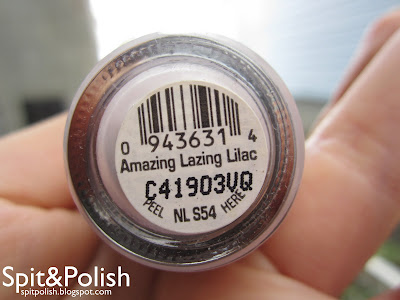 0 943631 4
Amazing Lazing Lilac
C41903VQ
PEEL NL S54 HERE
Spit&Polish
spitpolish.blogspot.com